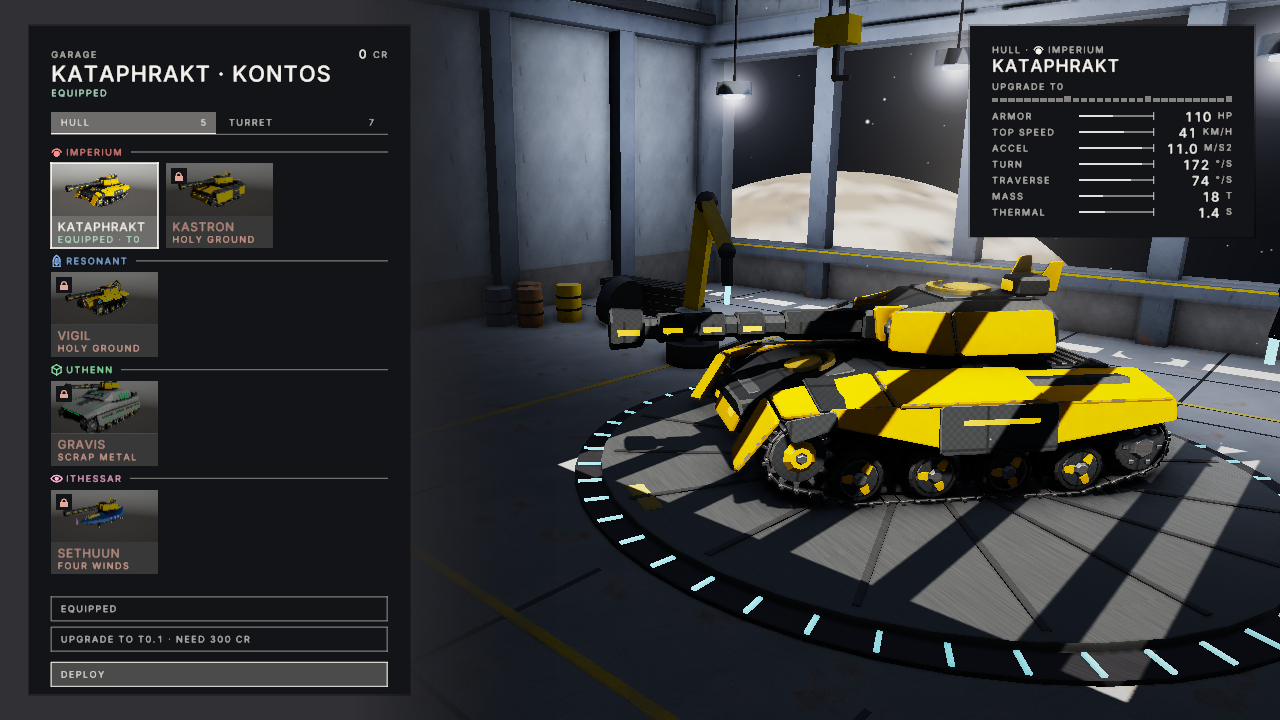 GARAGE
0 CR
KATAPHRAKT · KONTOS
EQUIPPED
HULL 5
TURRET 7
IMPERIUM
KATAPHRAKT
EQUIPPED · T0
KASTRON
HOLY GROUND
RESONANT
VIGIL
HOLY GROUND
UTHENN
GRAVIS
SCRAP METAL
ITHESSAR
SETHUUN
FOUR WINDS
EQUIPPED
UPGRADE TO T0.1 · NEED 300 CR
DEPLOY
HULL · IMPERIUM
KATAPHRAKT
UPGRADE T0
ARMOR 110 HP
TOP SPEED 41 KM/H
ACCEL 11.0 M/S2
TURN 172 °/S
TRAVERSE 74 °/S
MASS 18 T
THERMAL 1.4 S